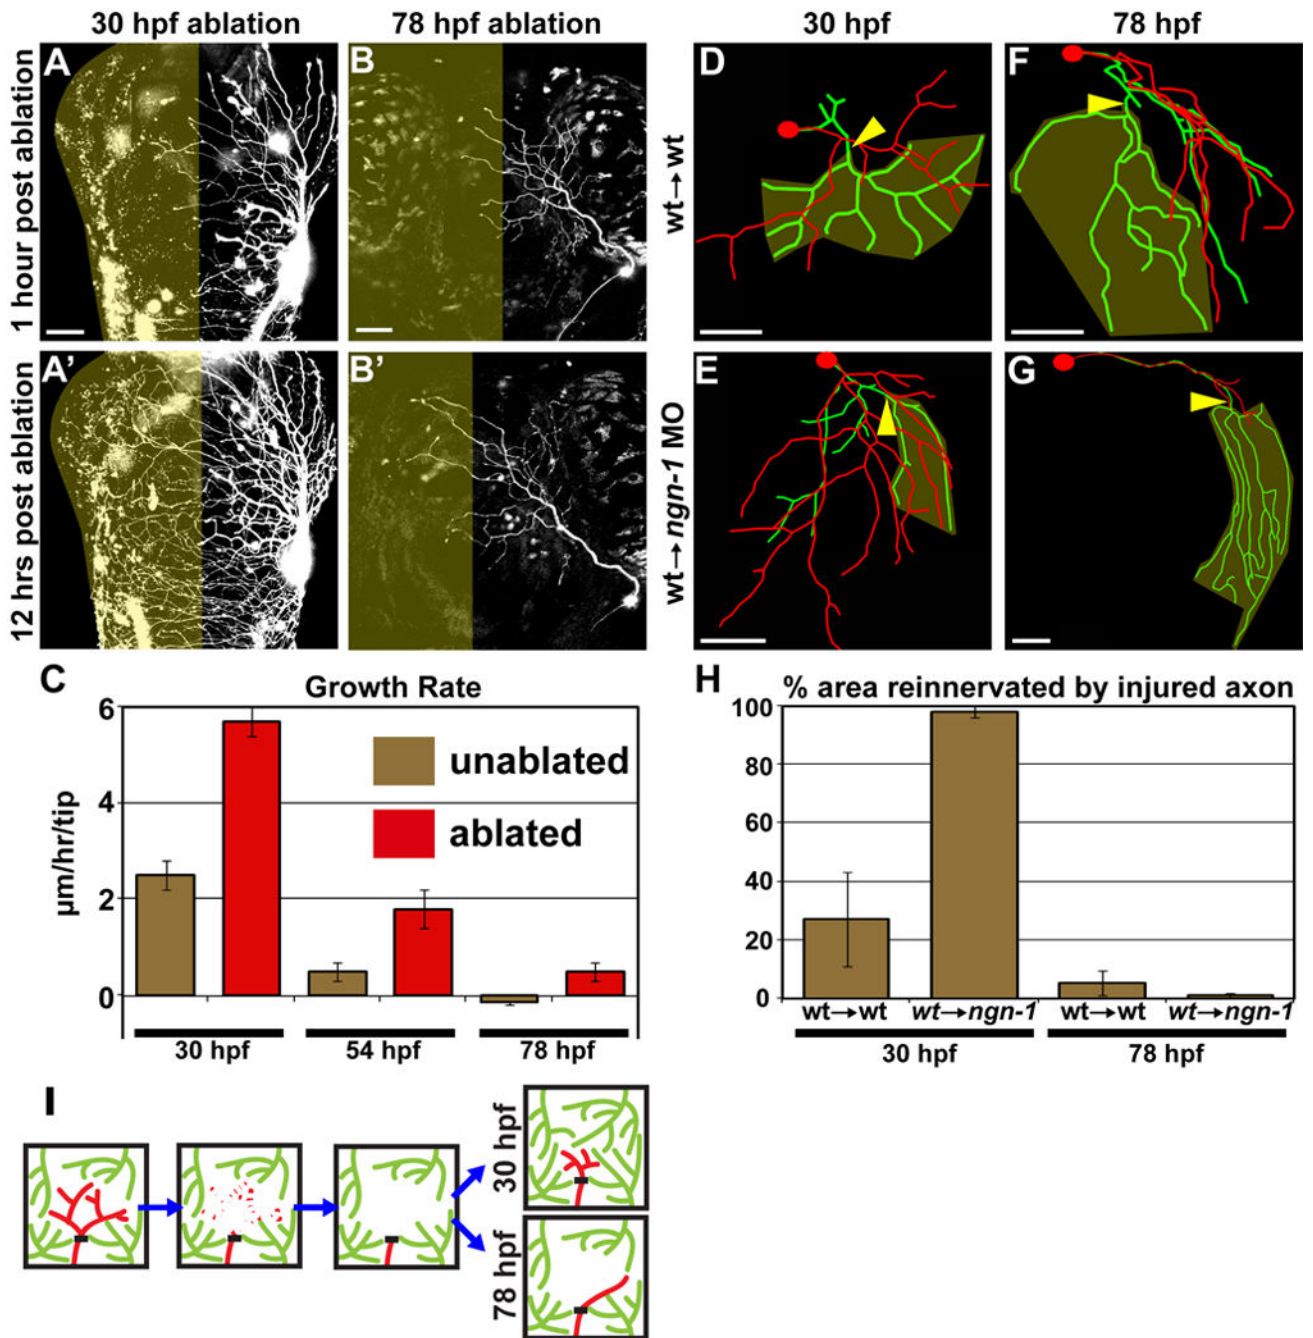 30 hpf ablation
78 hpf ablation
30 hpf
78 hpf
1 hour post ablation
12 hrs post ablation
A
B
A’
B’
wt→wt
wt→ngn-1 MO
D
F
E
G
C
Growth Rate
µm/hr/tip
6
4
2
0
unablated
ablated
30 hpf
54 hpf
78 hpf
H
% area reinnervated by injured axon
100
80
60
40
20
0
wt→wt
wt→ngn-1
wt→wt
wt→ngn-1
30 hpf
78 hpf
I
30 hpf
78 hpf